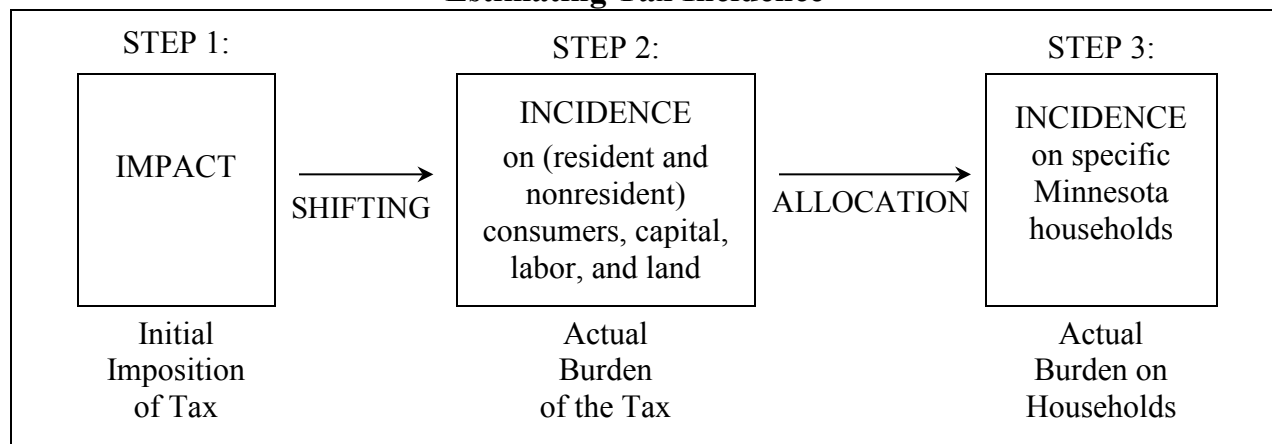 Estimating Tax Incidence
STEP 1:
IMPACT
Initial
Imposition
of Tax
SHIFTING
STEP 2:
INCIDENCE
on (resident and
nonresident)
consumers, capital,
labor, and land
Actual
Burden
of the Tax
ALLOCATION
STEP 3:
INCIDENCE
on specific
Minnesota
households
Actual
Burden on
Households